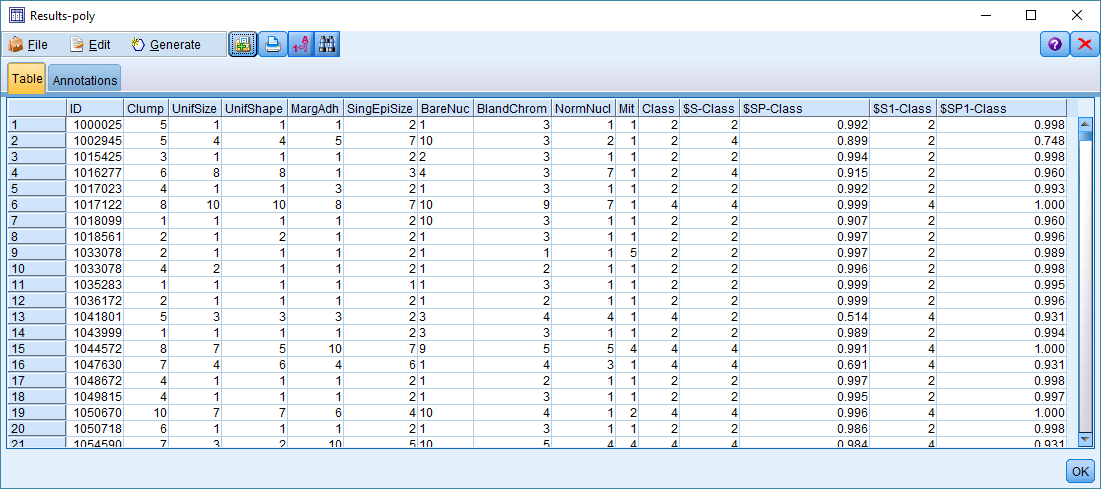 Results-poly
File Edit Generate
Table Annotations
ID Clump UnifSize UnifShape MargAdh SingEpiSize BareNuc BlandChrom NormNucl Mit Class $S-Class $SP-Class $S1-Class $SP1-Class
1 1000025 5 1 1 1 2 1 3 1 1 2 2 0.992 2 0.998
2 1002945 5 4 4 5 7 10 3 2 1 2 4 0.899 2 0.748
3 1015425 3 1 1 1 2 2 3 1 1 2 2 0.994 2 0.998
4 1016277 6 8 8 1 3 4 3 7 1 2 4 0.915 2 0.960
5 1017023 4 1 1 3 2 1 3 1 1 2 2 0.992 2 0.993
6 1017122 8 10 10 8 7 10 9 7 1 4 4 0.999 4 1.000
7 1018099 1 1 1 1 2 10 3 1 1 2 2 0.907 2 0.960
8 1018561 2 1 2 1 2 1 3 1 1 2 2 0.997 2 0.996
9 1033078 2 1 1 1 2 1 1 1 5 2 2 0.997 2 0.989
10 1033078 4 2 1 1 2 1 2 1 1 2 2 0.996 2 0.998
11 1035283 1 1 1 1 1 1 3 1 1 2 2 0.999 2 0.995
12 1036172 2 1 1 1 2 1 2 1 1 2 2 0.999 2 0.996
13 1041801 5 3 3 3 2 3 4 4 1 4 2 0.514 4 0.931
14 1043999 1 1 1 1 2 3 3 1 1 2 2 0.989 2 0.994
15 1044572 8 7 5 10 7 9 5 5 4 4 4 0.991 4 1.000
16 1047630 7 4 6 4 6 1 4 3 1 4 4 0.691 4 0.931
17 1048672 4 1 1 1 2 1 2 1 1 2 2 0.997 2 0.998
18 1049815 4 1 1 1 2 1 3 1 1 2 2 0.995 2 0.997
19 1050670 10 7 7 6 4 10 4 1 2 4 4 0.996 4 1.000
20 1050718 6 1 1 1 2 1 3 1 1 2 2 0.986 2 0.998
21 1054590 7 3 2 10 5 10 5 4 4 4 4 0.984 4 0.931
OK